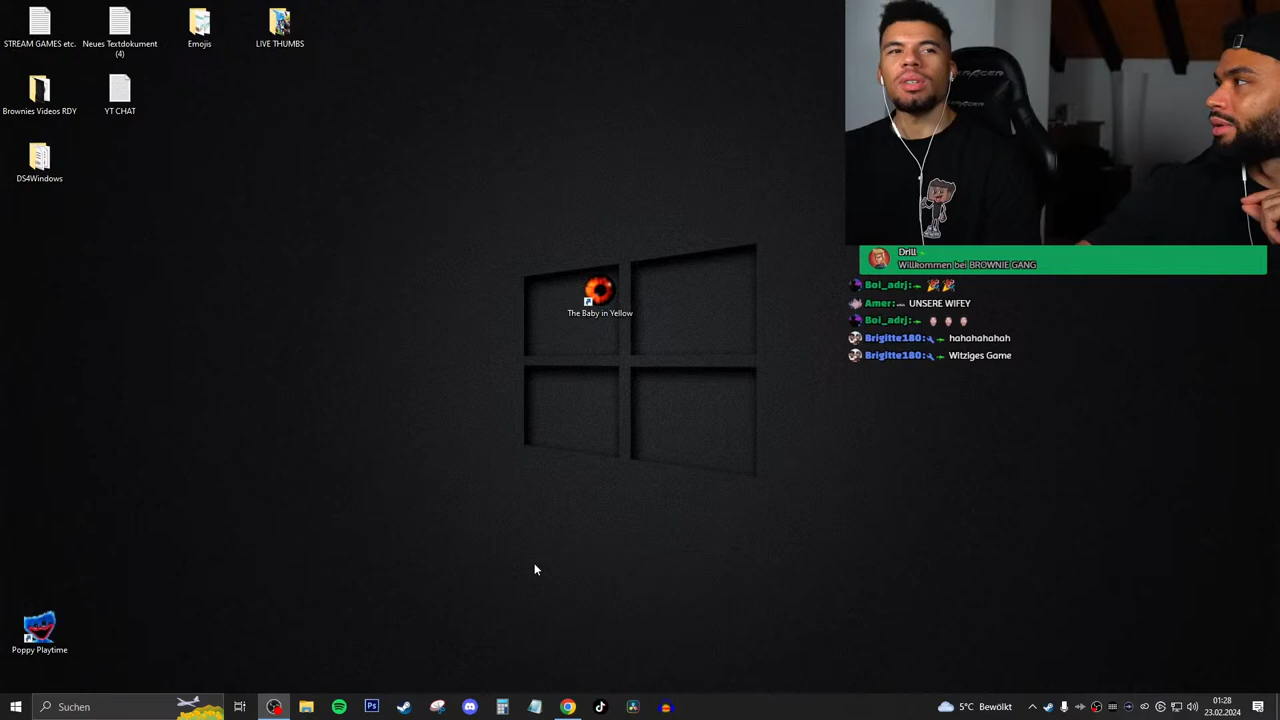 STREAM GAMES etc.
Neues Textdokument
(4)
Emojis
LIVE THUMBS
Brownies Videos RDY
YT CHAT
DS4Windows
The Baby in Yellow
Poppy Playtime
Drill
Willkommen bei BROWNIE GANG
Boi_adrj:
Amer: UNSERE WIFEY
Boi_adrj:
Brigitte180: hahahahahah
Brigitte180: Witziges Game
Suchen
Ps
5°C Bewölkt
01:28
23.02.2024